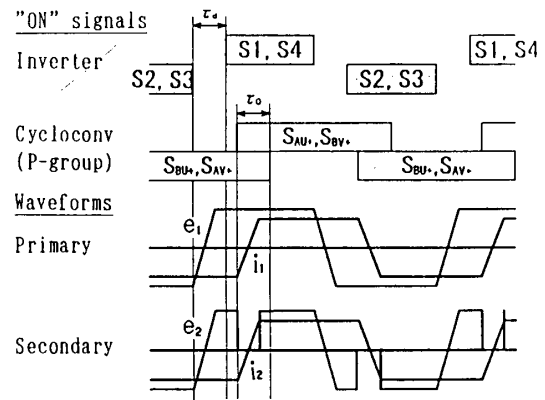 "ON" signals
τd
Inverter
S1, S4
S1, S4
S2, S3
S2, S3
τo
Cycloconv
(P-group)
SAU+, SBV+
SBU+, SAV+
SBU+, SAV+
Waveforms
Primary
e1
i1
Secondary
e2
i2